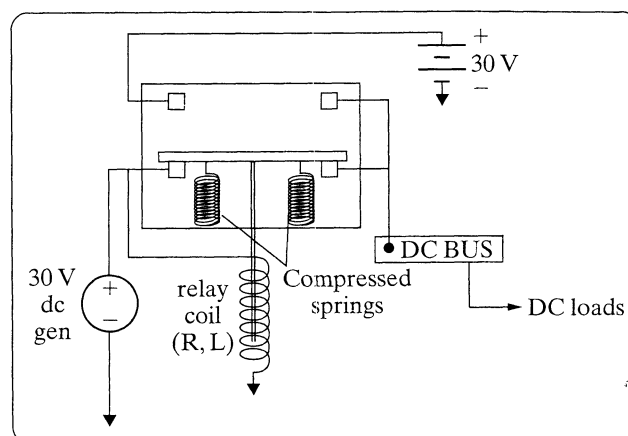 +
30 V
−
DC BUS
DC loads
Compressed
springs
relay
coil
(R, L)
30 V
dc
gen
+
−